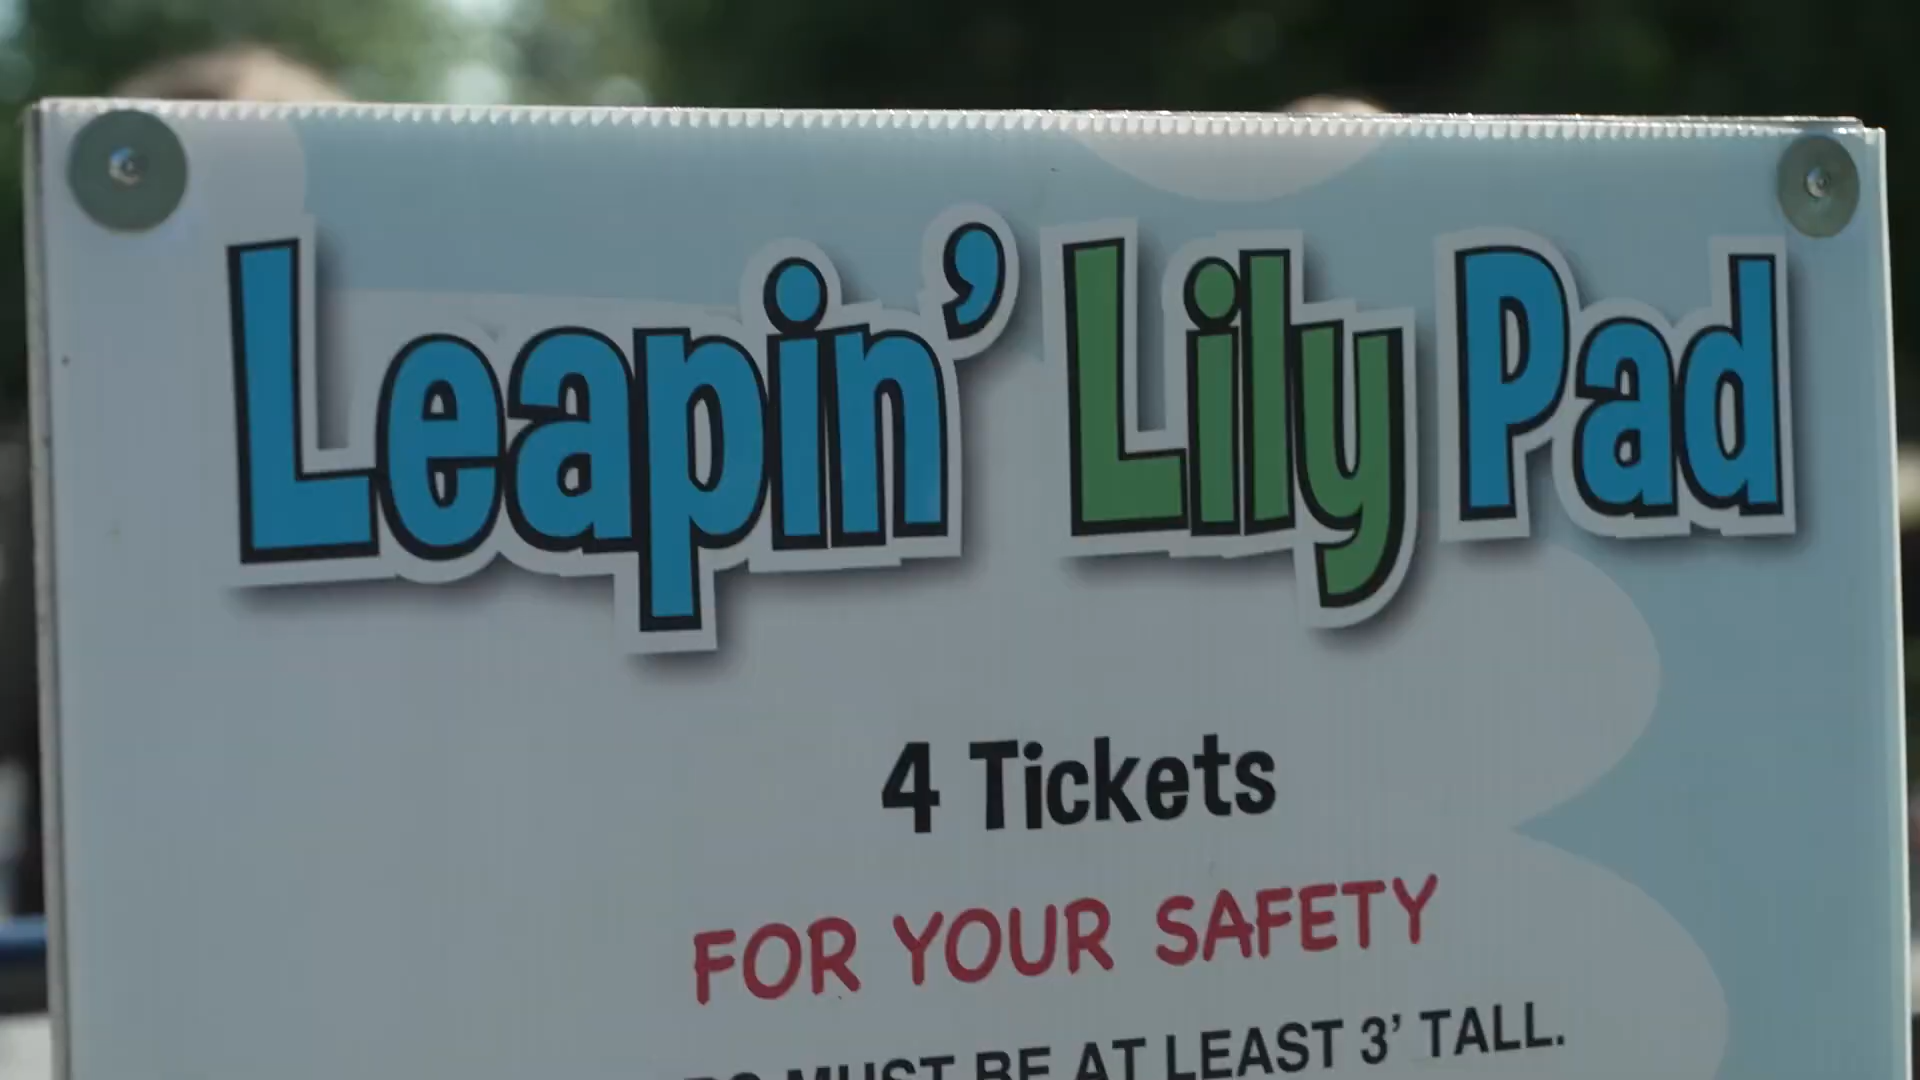 Leapin' Lily Pad
4 Tickets
FOR YOUR SAFETY
MUST BE AT LEAST 3' TALL.